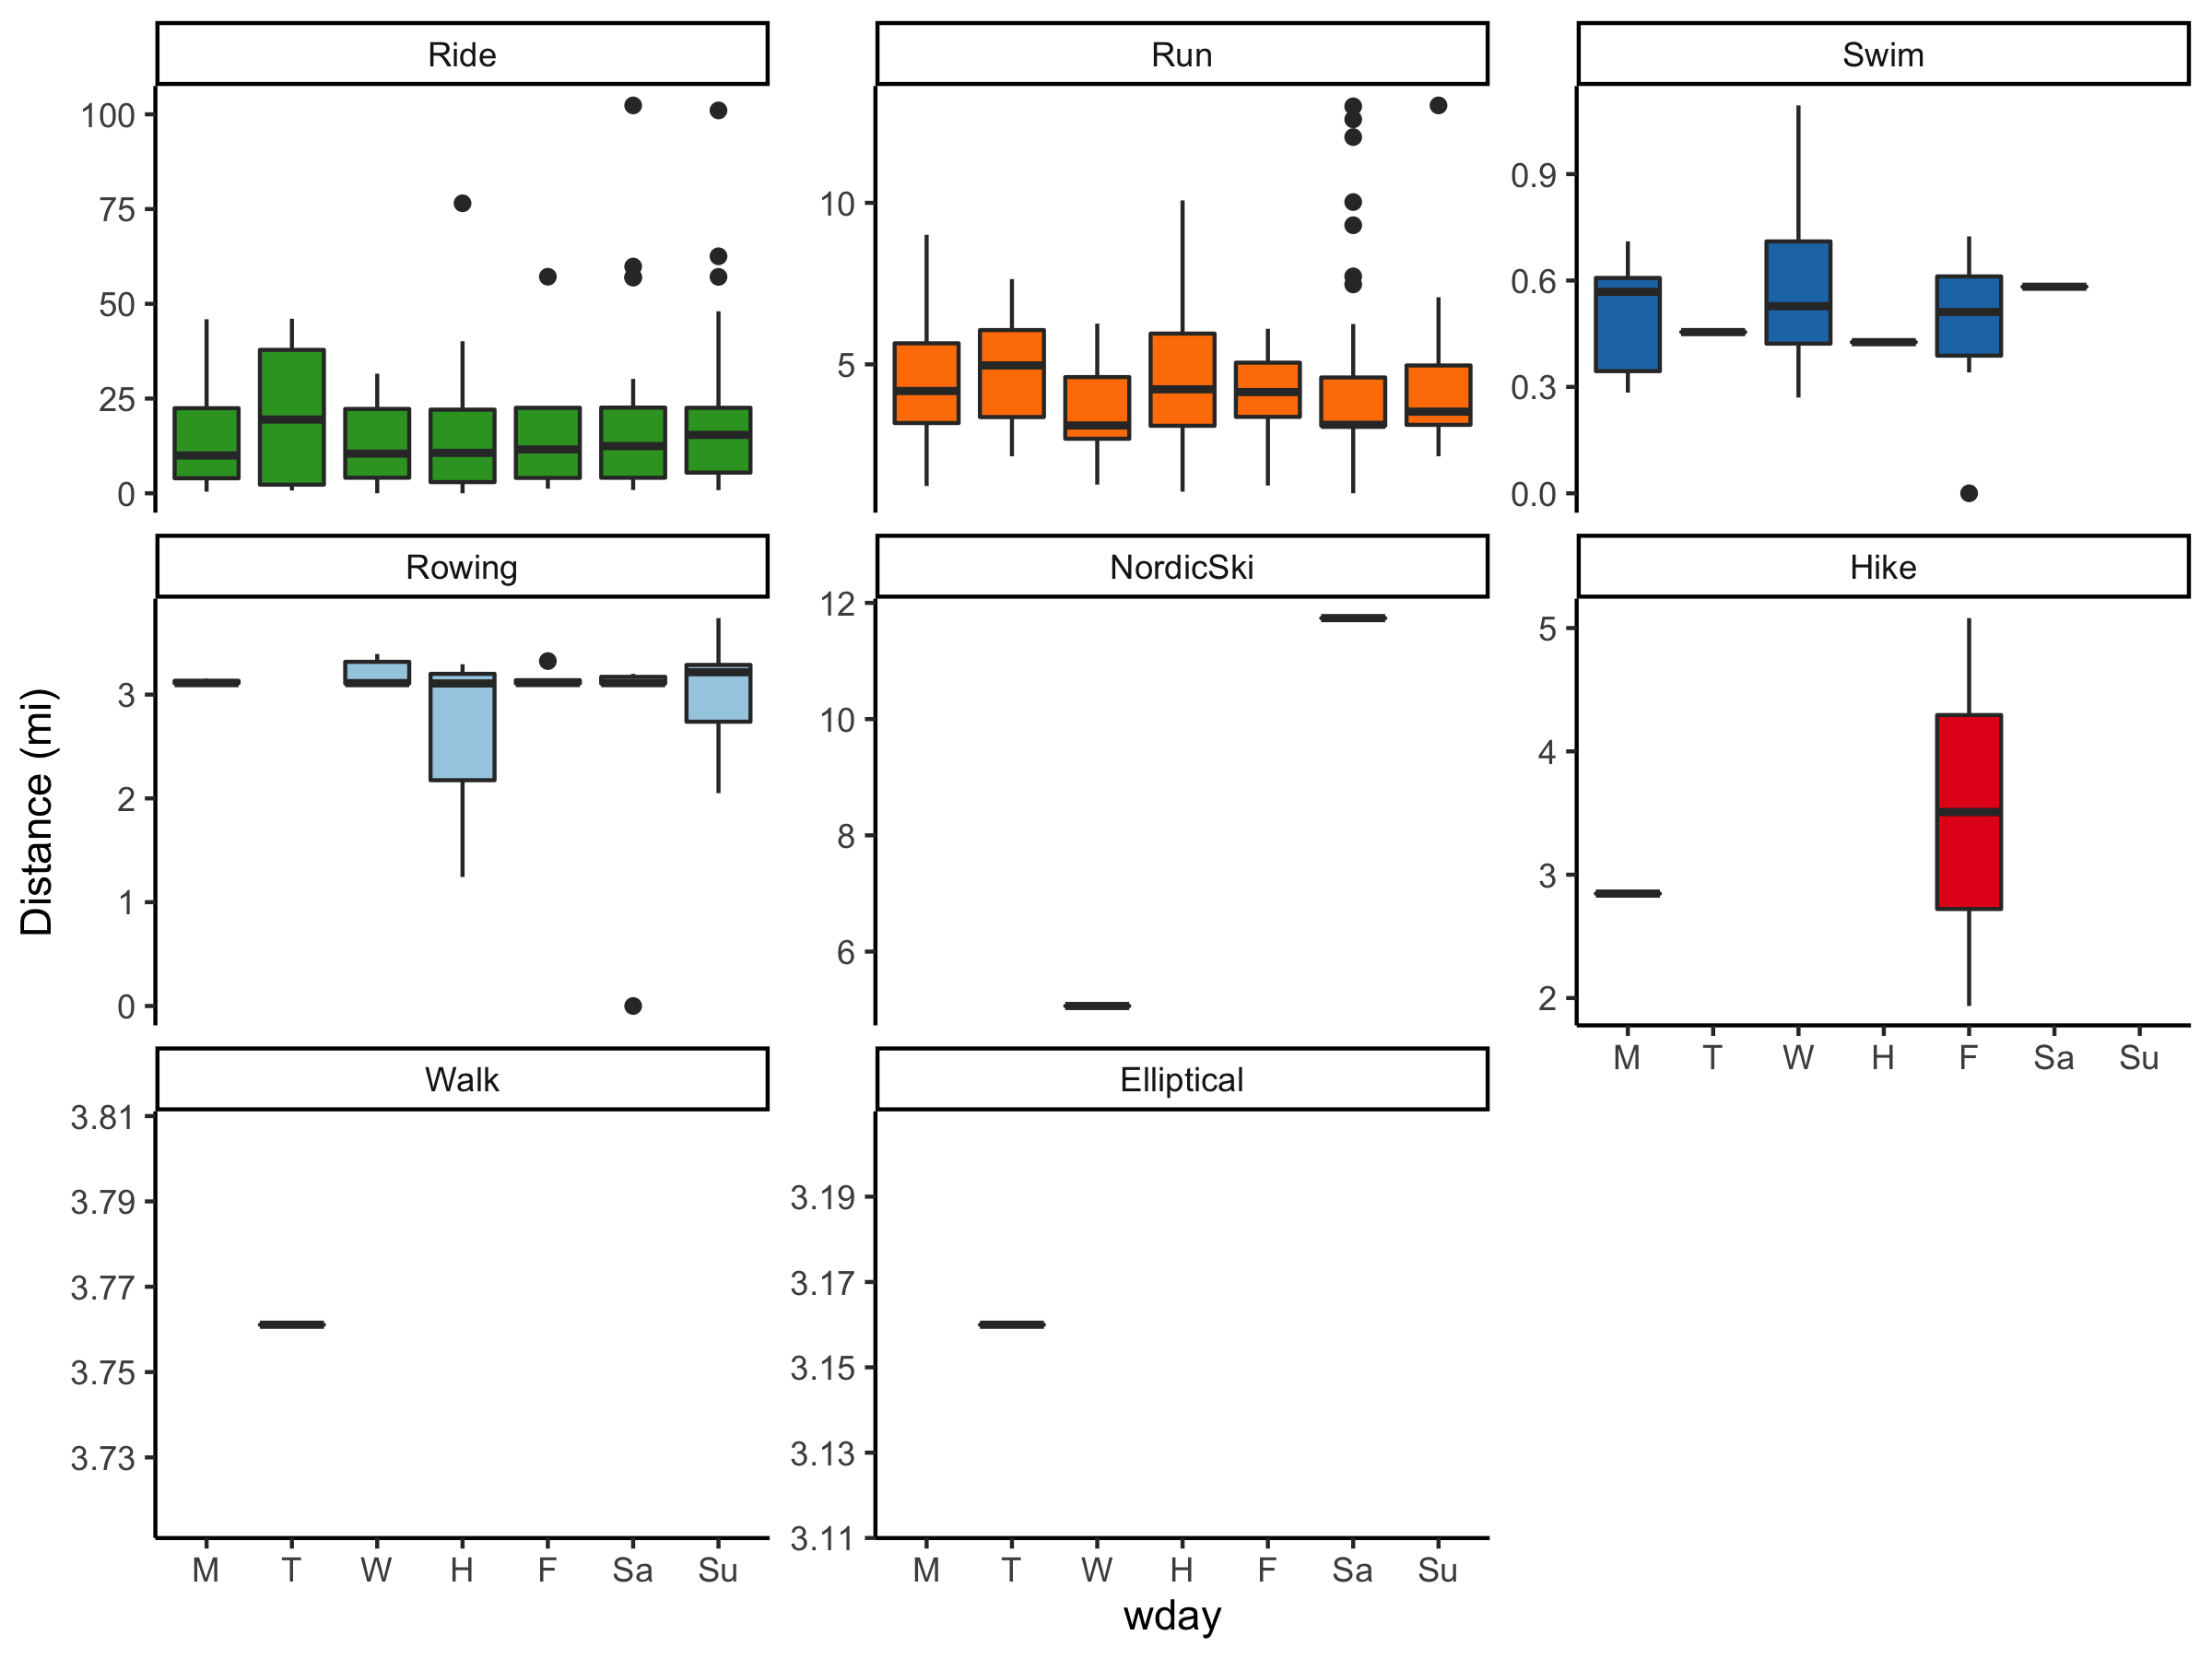 Ride
Run
Swim
100
75
50
25
0
10
5
0.9
0.6
0.3
0.0
Rowing
NordicSki
Hike
3
2
1
0
12
10
8
6
5
4
3
2
M T W H F Sa Su
Distance (mi)
Walk
Elliptical
3.81
3.79
3.77
3.75
3.73
3.19
3.17
3.15
3.13
3.11
M T W H F Sa Su
M T W H F Sa Su
wday